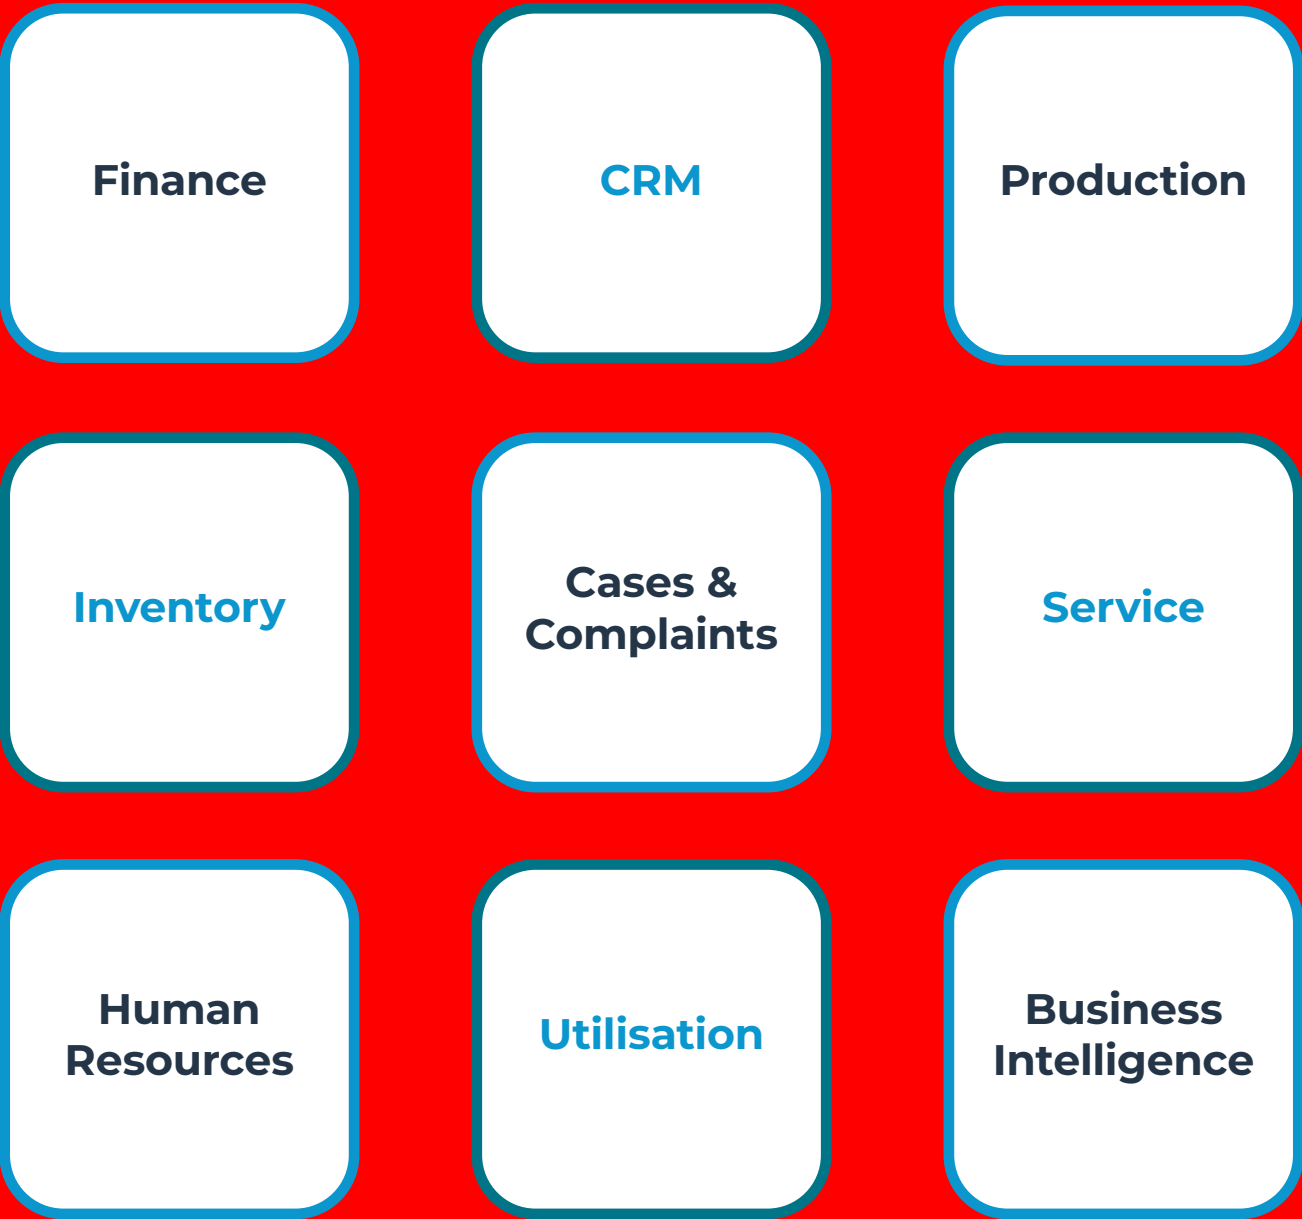 Finance
CRM
Production
Inventory
Cases &
Complaints
Service
Human
Resources
Utilisation
Business
Intelligence